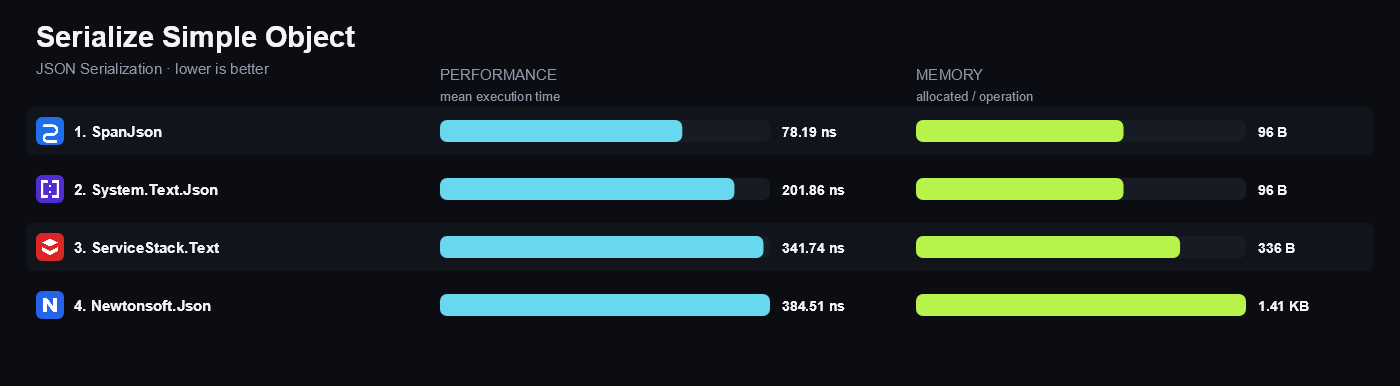 Serialize Simple Object
JSON Serialization · lower is better
PERFORMANCE
mean execution time
MEMORY
allocated / operation
1. SpanJson 78.19 ns 96 B
2. System.Text.Json 201.86 ns 96 B
3. ServiceStack.Text 341.74 ns 336 B
N 4. Newtonsoft.Json 384.51 ns 1.41 KB